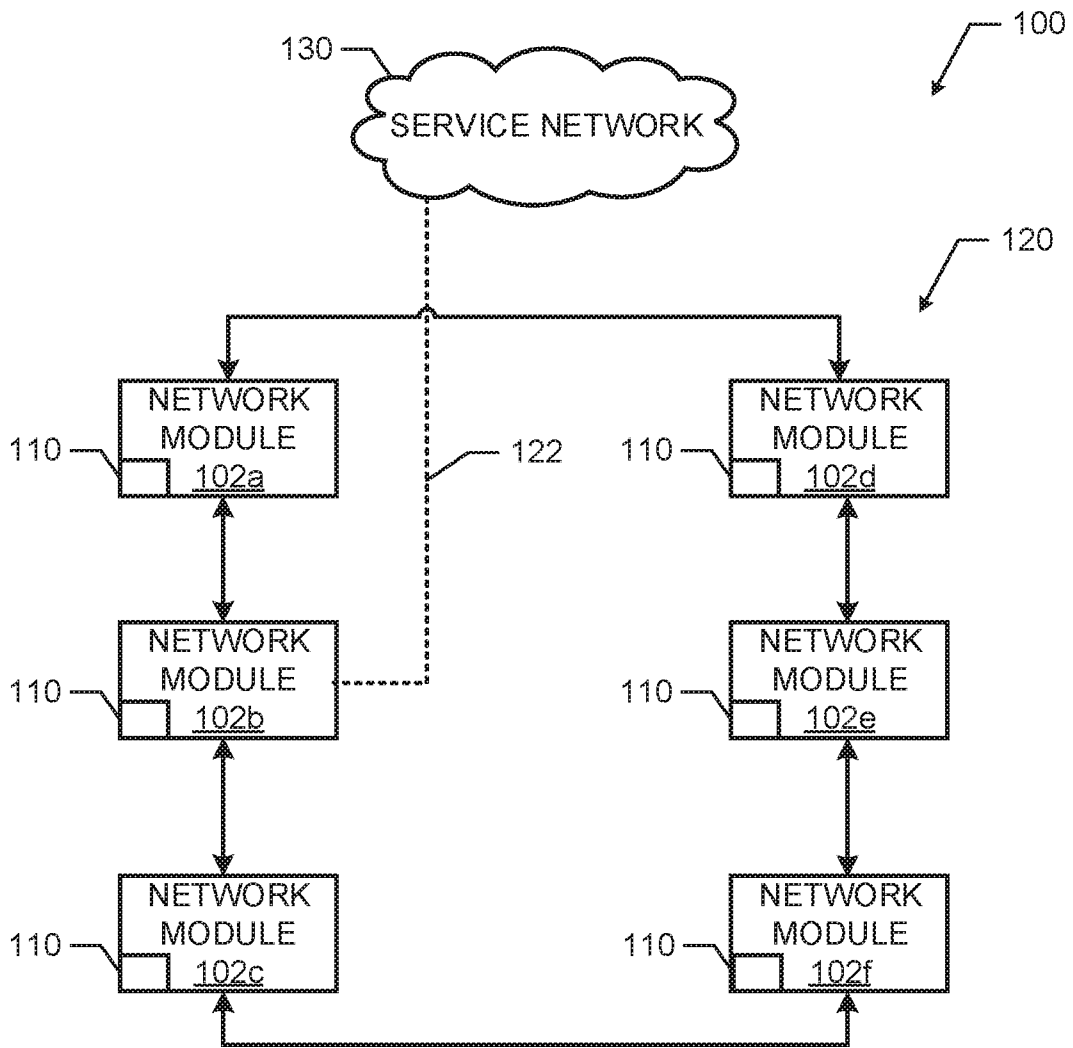 100
130
SERVICE NETWORK
120
NETWORK
MODULE
110
102a
122
NETWORK
MODULE
110
102d
NETWORK
MODULE
110
102b
NETWORK
MODULE
110
102e
NETWORK
MODULE
110
102c
NETWORK
MODULE
110
102f